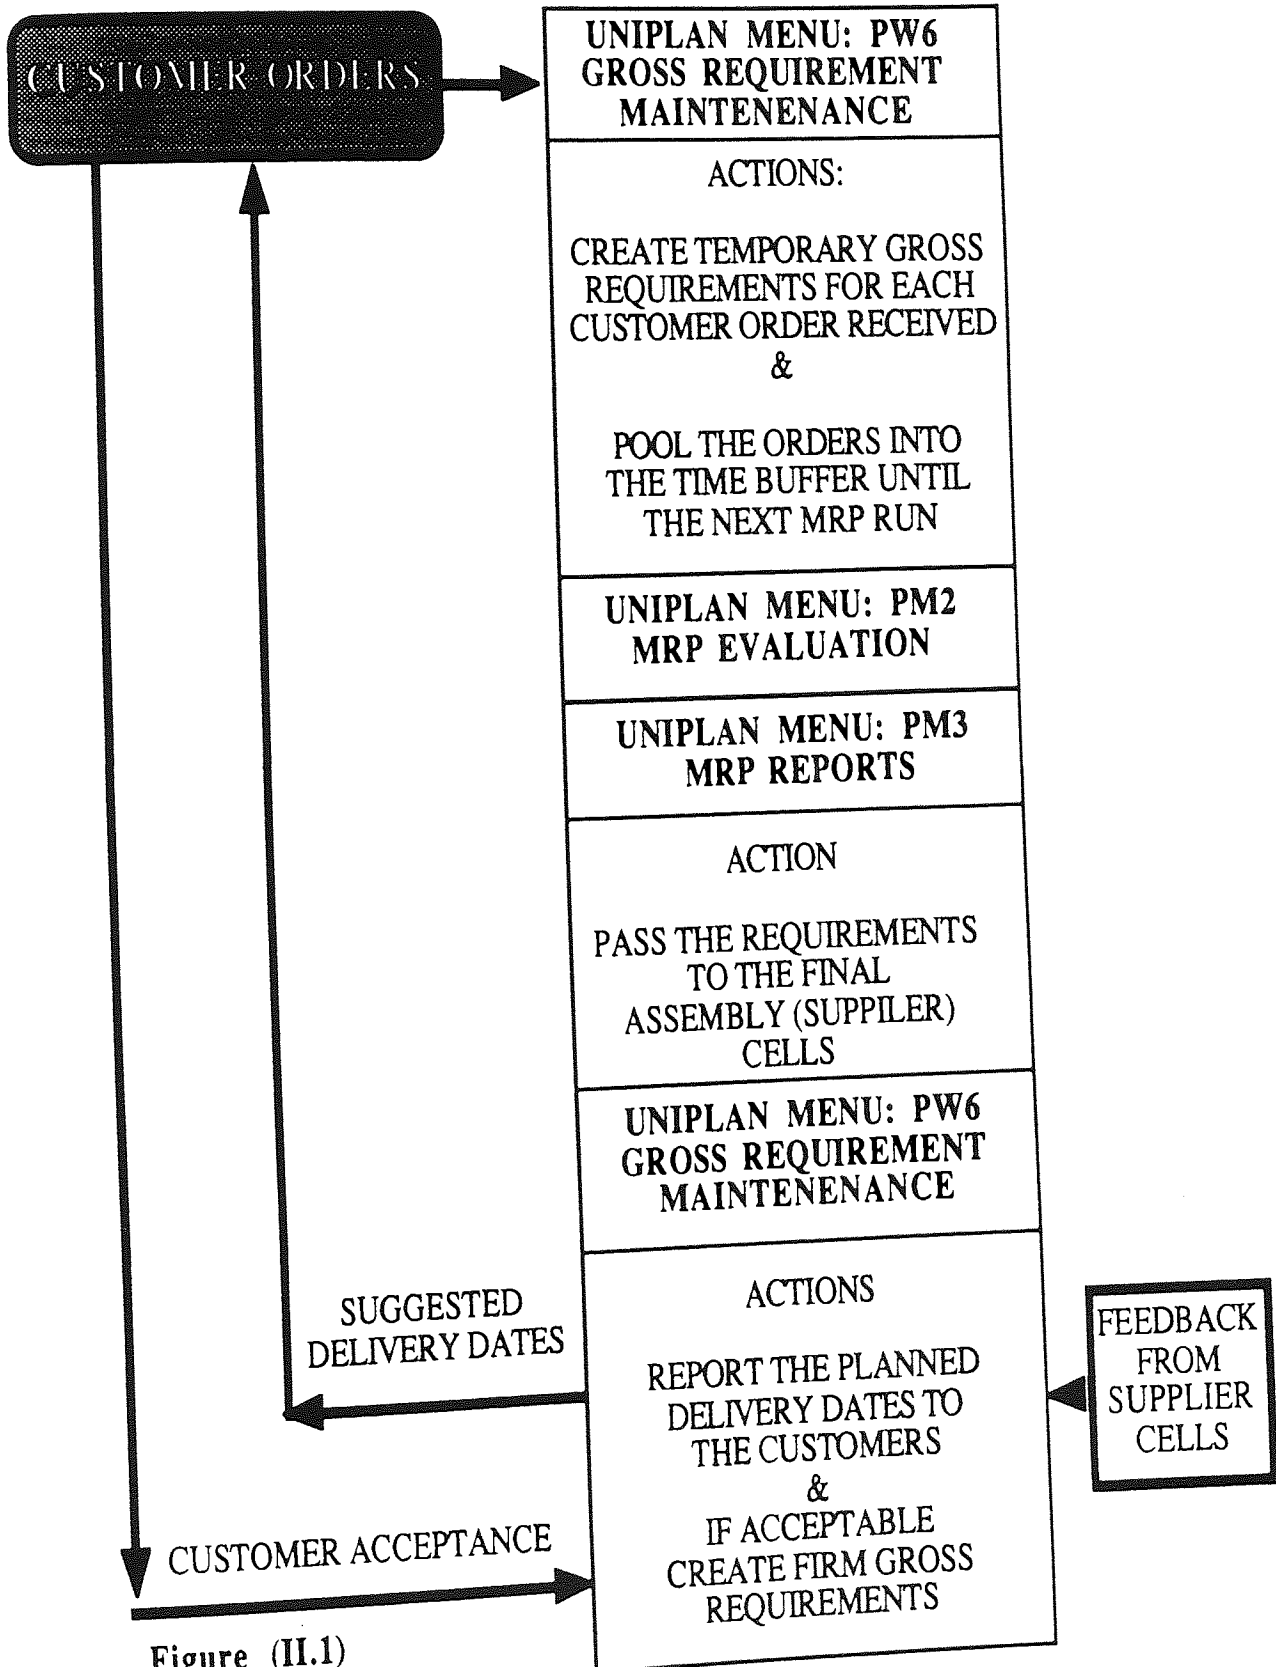 CUSTOMER ORDERS
UNIPLAN MENU: PW6
GROSS REQUIREMENT
MAINTENENANCE
ACTIONS:
CREATE TEMPORARY GROSS
REQUIREMENTS FOR EACH
CUSTOMER ORDER RECEIVED
&
POOL THE ORDERS INTO
THE TIME BUFFER UNTIL
THE NEXT MRP RUN
UNIPLAN MENU: PM2
MRP EVALUATION
UNIPLAN MENU: PM3
MRP REPORTS
ACTION
PASS THE REQUIREMENTS
TO THE FINAL
ASSEMBLY (SUPPILER)
CELLS
UNIPLAN MENU: PW6
GROSS REQUIREMENT
MAINTENENANCE
ACTIONS
REPORT THE PLANNED
DELIVERY DATES TO
THE CUSTOMERS
&
IF ACCEPTABLE
CREATE FIRM GROSS
REQUIREMENTS
SUGGESTED
DELIVERY DATES
FEEDBACK
FROM
SUPPLIER
CELLS
CUSTOMER ACCEPTANCE
Figure (II.1)